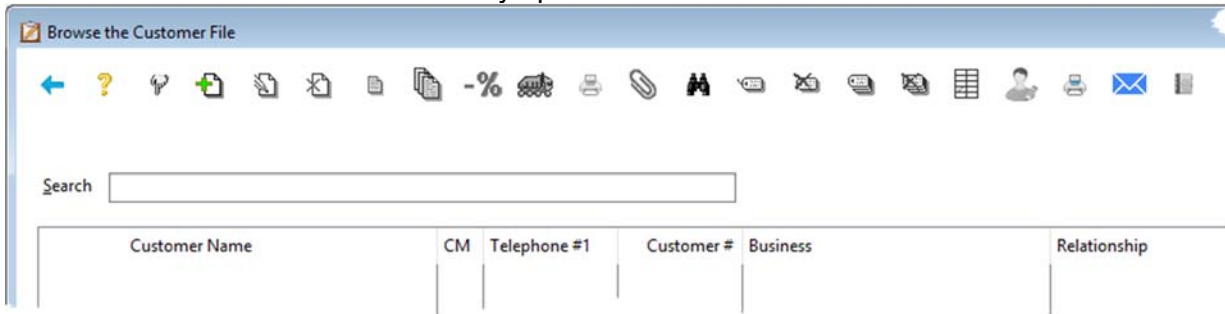 Browse the Customer File
-%
Search
Customer Name CM Telephone #1 Customer # Business Relationship